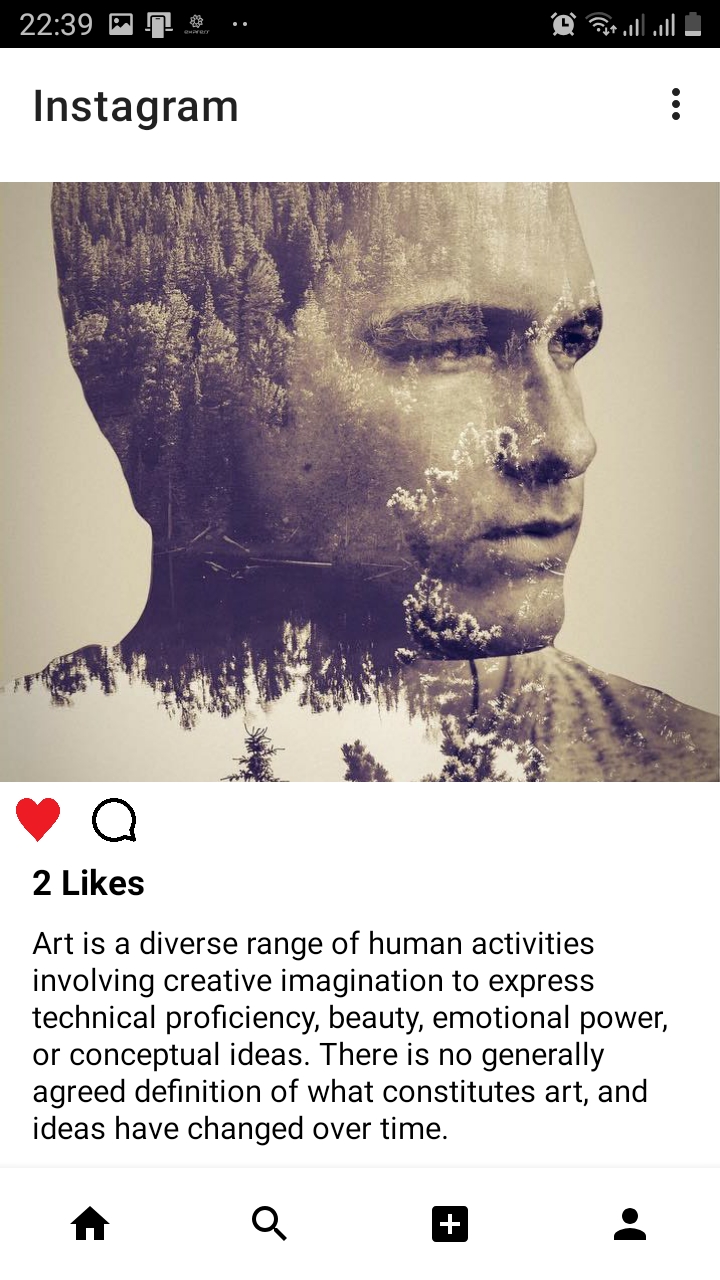 22:39
Instagram
2 Likes
Art is a diverse range of human activities
involving creative imagination to express
technical proficiency, beauty, emotional power,
or conceptual ideas. There is no generally
agreed definition of what constitutes art, and
ideas have changed over time.